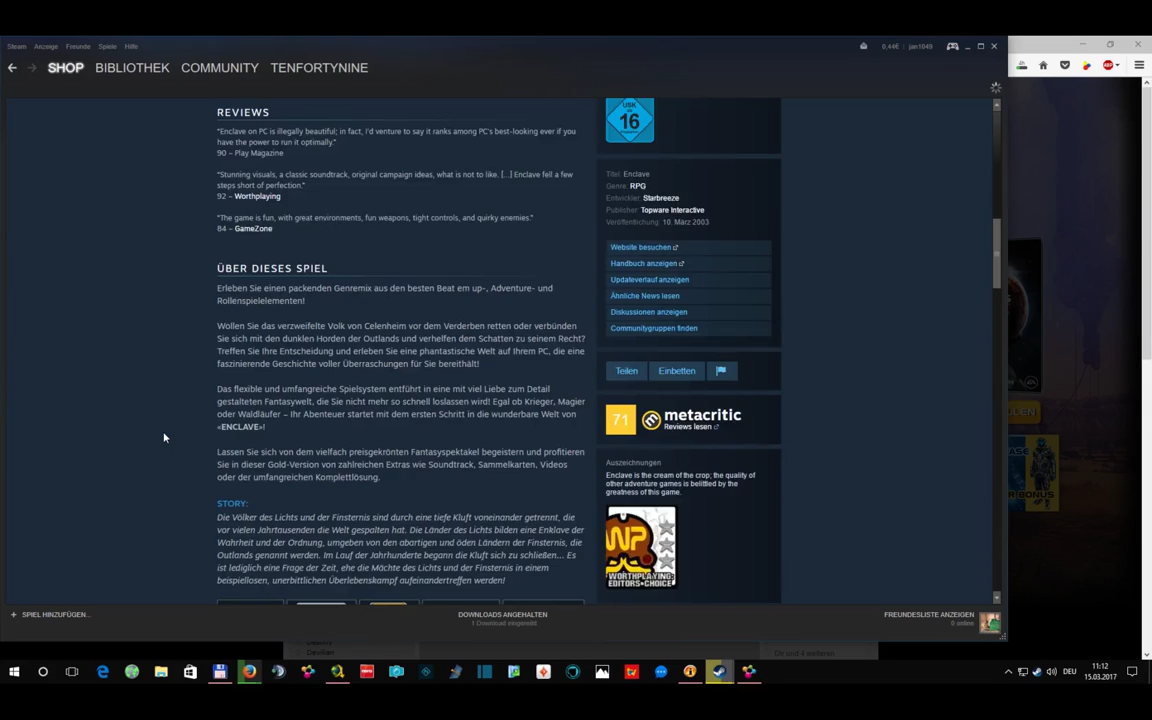 Steam Anzeige Freunde Spiele Hilfe
0,44€ jan1049
SHOP BIBLIOTHEK COMMUNITY TENFORTYNINE
REVIEWS
"Enclave on PC is illegally beautiful; in fact, I'd venture to say it ranks among PC's best-looking ever if you
have the power to run it optimally."
90 – Play Magazine
"Stunning visuals, a classic soundtrack, original campaign ideas, what is not to like. [...] Enclave fell a few
steps short of perfection."
92 – Worthplaying
"The game is fun, with great environments, fun weapons, tight controls, and quirky enemies."
84 – GameZone
ÜBER DIESES SPIEL
Erleben Sie einen packenden Genremix aus den besten Beat em up-, Adventure- und
Rollenspielelementen!
Wollen Sie das verzweifelte Volk von Celenheim vor dem Verderben retten oder verbünden
Sie sich mit den dunklen Horden der Outlands und verhelfen dem Schatten zu seinem Recht?
Treffen Sie Ihre Entscheidung und erleben Sie eine phantastische Welt auf Ihrem PC, die eine
faszinierende Geschichte voller Überraschungen für Sie bereithält!
Das flexible und umfangreiche Spielsystem entführt in eine mit viel Liebe zum Detail
gestalteten Fantasywelt, die Sie nicht mehr so schnell loslassen wird! Egal ob Krieger, Magier
oder Waldläufer – Ihr Abenteuer startet mit dem ersten Schritt in die wunderbare Welt von
«ENCLAVE»!
Lassen Sie sich von dem vielfach preisgekrönten Fantasyspektakel begeistern und profitieren
Sie in dieser Gold-Version von zahlreichen Extras wie Soundtrack, Sammelkarten, Videos
oder der umfangreichen Komplettlösung.
STORY:
Die Völker des Lichts und der Finsternis sind durch eine tiefe Kluft voneinander getrennt, die
vor vielen Jahrtausenden die Welt gespalten hat. Die Länder des Lichts bilden eine Enklave der
Wahrheit und der Ordnung, umgeben von den abartigen und öden Ländern der Finsternis, die
Outlands genannt werden. Im Lauf der Jahrhunderte begann die Kluft sich zu schließen... Es
ist lediglich eine Frage der Zeit, ehe die Mächte des Lichts und der Finsternis in einem
beispiellosen, unerbittlichen Überlebenskampf aufeinandertreffen werden!
USK
16
Titel: Enclave
Genre: RPG
Entwickler: Starbreeze
Publisher: Topware Interactive
Veröffentlichung: 10. März 2003
Website besuchen
Handbuch anzeigen
Updateverlauf anzeigen
Ähnliche News lesen
Diskussionen anzeigen
Communitygruppen finden
Teilen Einbetten
71 metacritic
Reviews lesen
Auszeichnungen
Enclave is the cream of the crop; the quality of
other adventure games is belittled by the
greatness of this game.
WP
WORTHPLAYING
EDITORS CHOICE
+ SPIEL HINZUFÜGEN...
DOWNLOADS ANGEHALTEN
1 Download eingereiht
FREUNDESLISTE ANZEIGEN
BONUS
DEU
11:12
15.03.2017